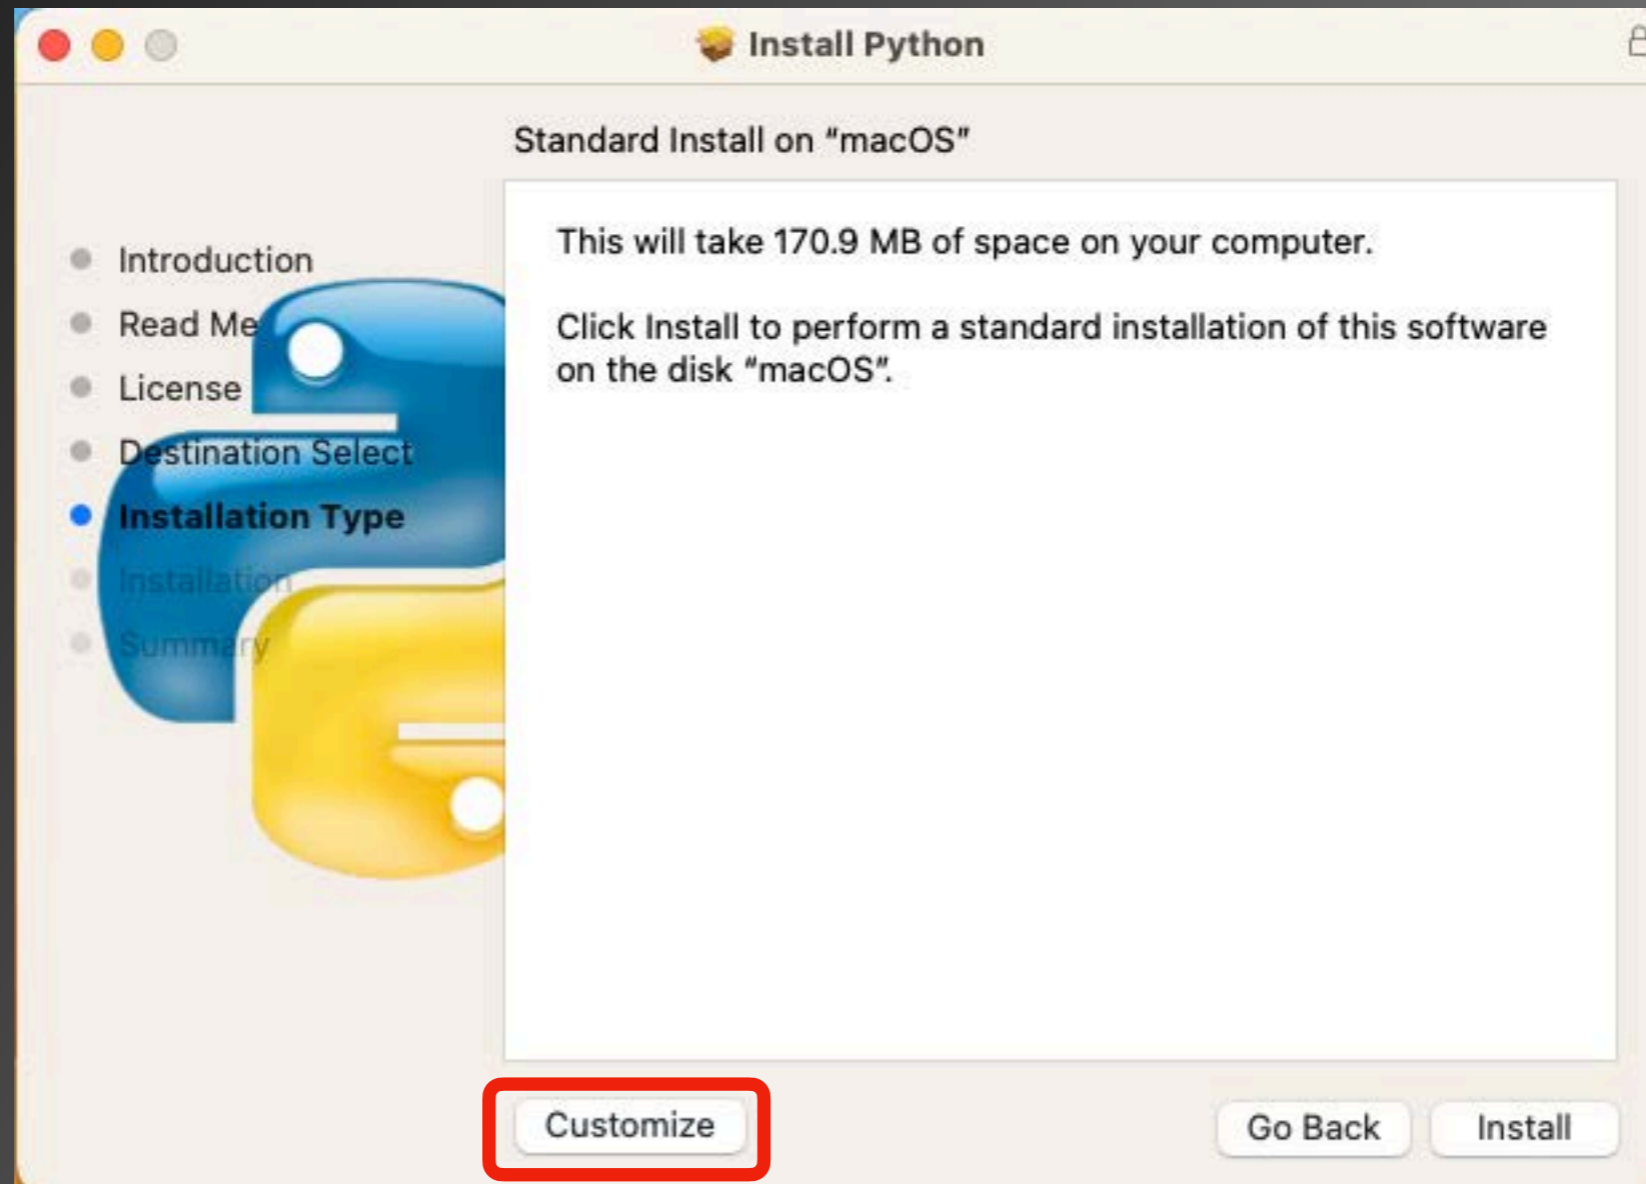 Install Python
Standard Install on “macOS”
Introduction
Read Me
License
Destination Select
Installation Type
Installation
Summary
This will take 170.9 MB of space on your computer.
Click Install to perform a standard installation of this software
on the disk “macOS”.
Customize
Go Back
Install